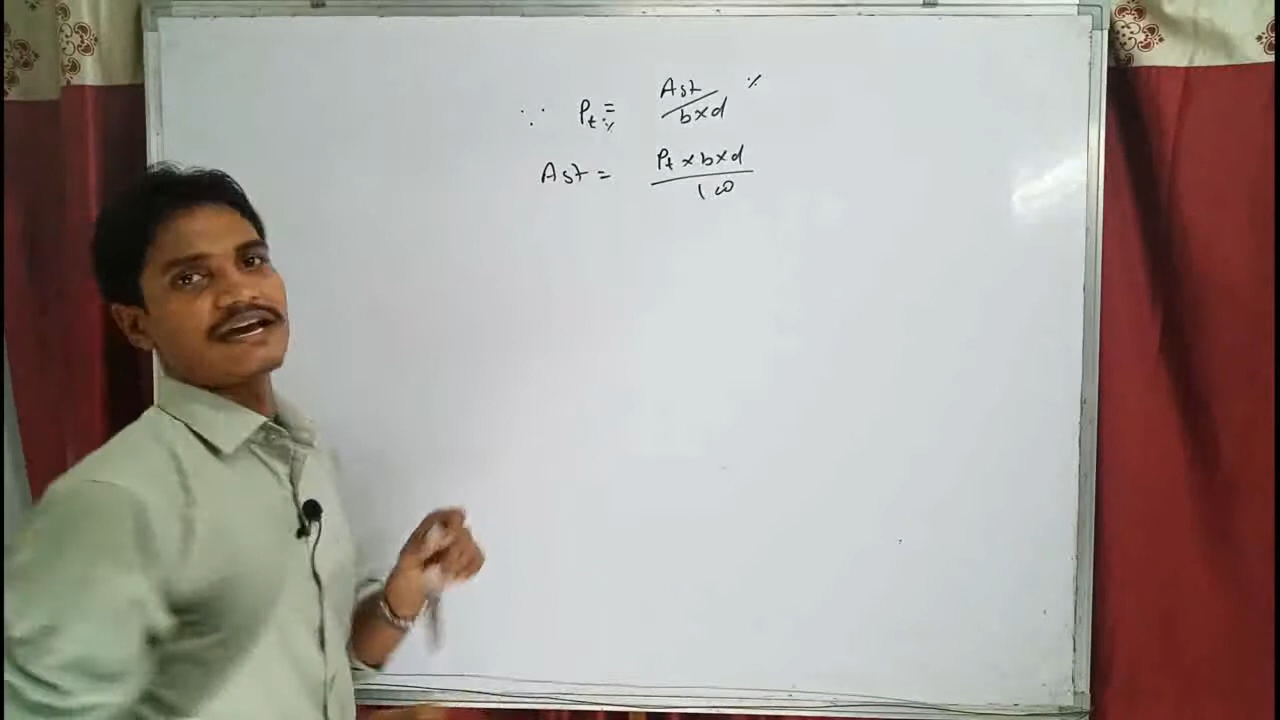 ∵ Pt% = Ast/b×d %
Ast = Pt×b×d/100